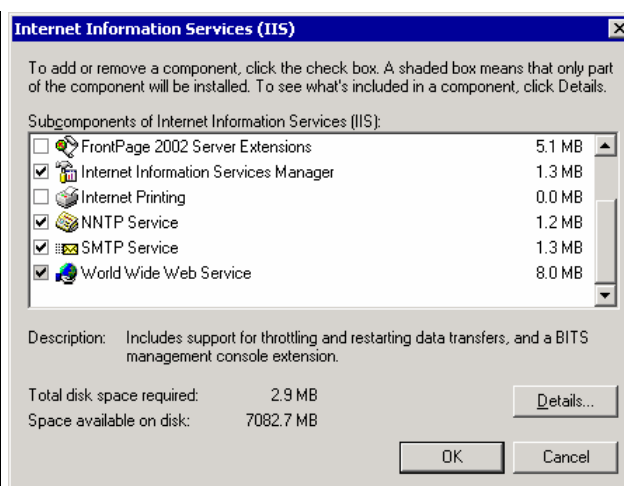 Internet Information Services (IIS)
To add or remove a component, click the check box. A shaded box means that only part
of the component will be installed. To see what's included in a component, click Details.
Subcomponents of Internet Information Services (IIS):
FrontPage 2002 Server Extensions 5.1 MB
Internet Information Services Manager 1.3 MB
Internet Printing 0.0 MB
NNTP Service 1.2 MB
SMTP Service 1.3 MB
World Wide Web Service 8.0 MB
Description: Includes support for throttling and restarting data transfers, and a BITS
management console extension.
Total disk space required: 2.9 MB
Space available on disk: 7082.7 MB
Details...
OK Cancel